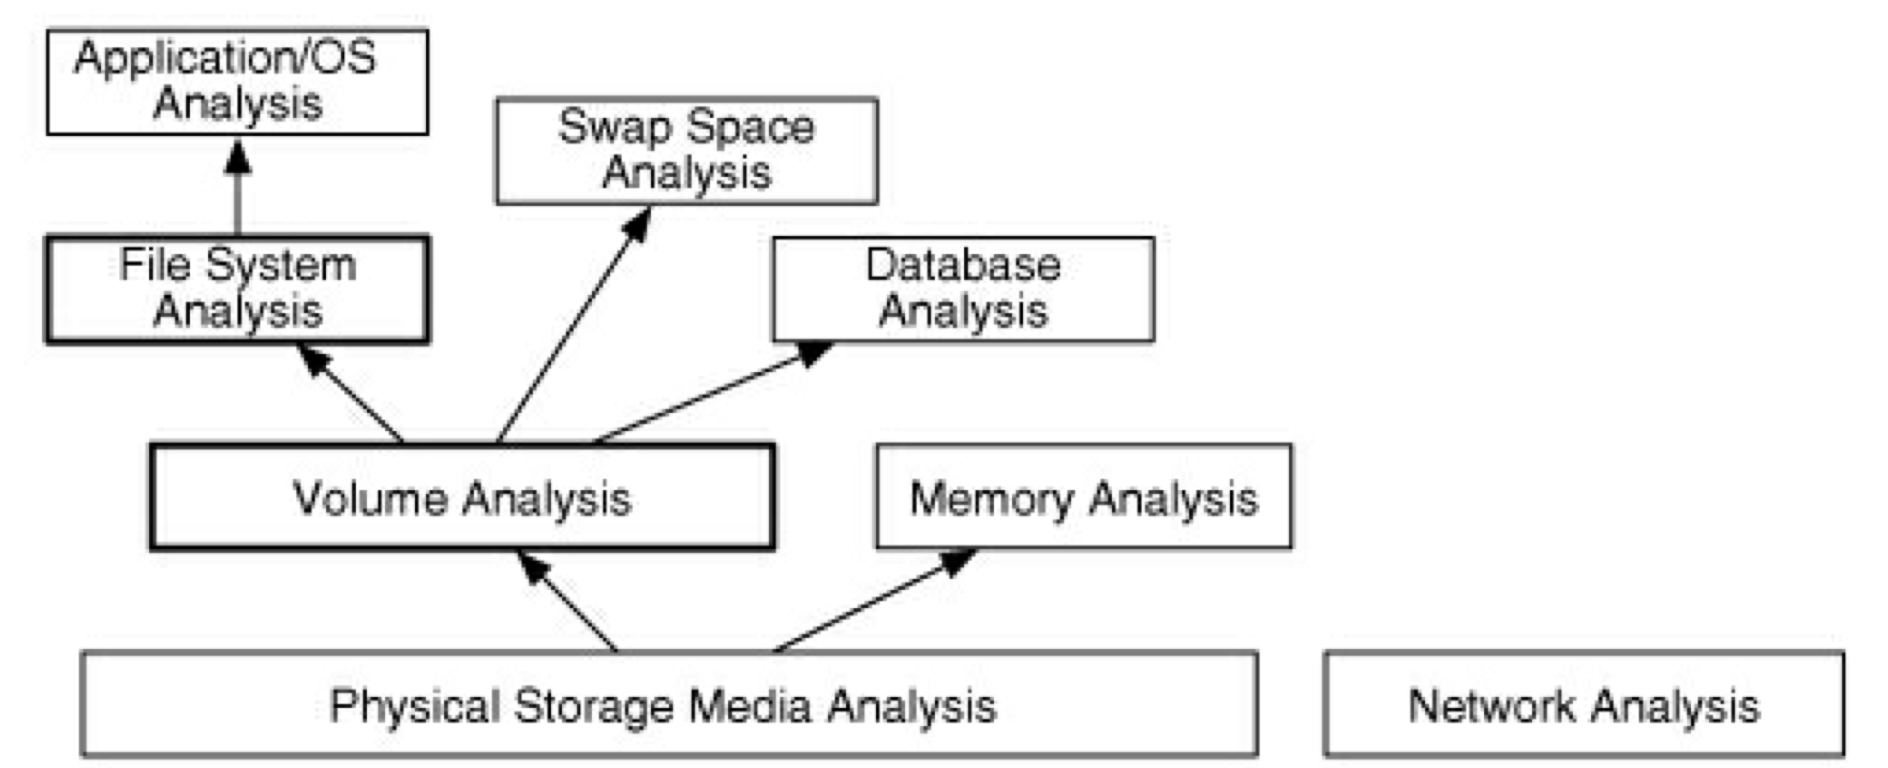 Application/OS
Analysis
Swap Space
Analysis
File System
Analysis
Database
Analysis
Volume Analysis
Memory Analysis
Physical Storage Media Analysis
Network Analysis